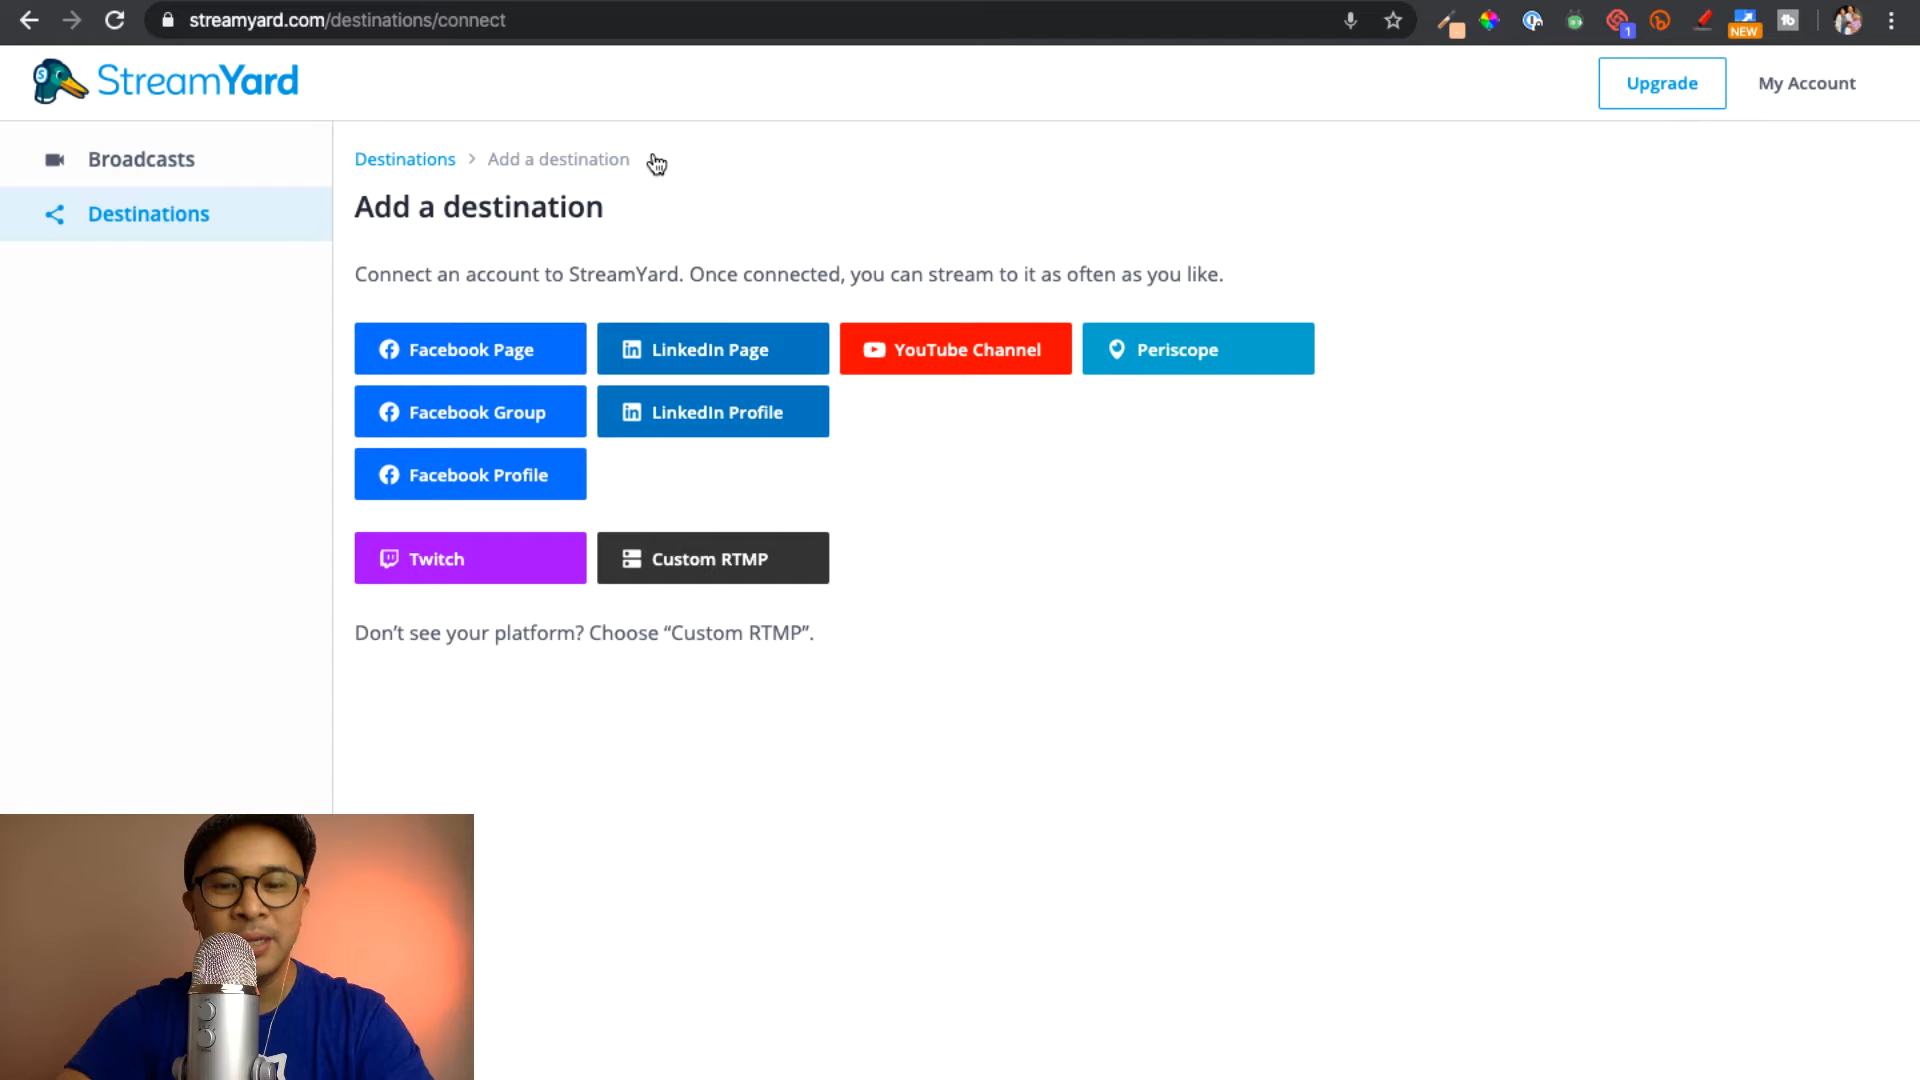 streamyard.com/destinations/connect
1
NEW
tb
StreamYard
Upgrade
My Account
Broadcasts
Destinations
Destinations > Add a destination
Add a destination
Connect an account to StreamYard. Once connected, you can stream to it as often as you like.
Facebook Page
LinkedIn Page
YouTube Channel
Periscope
Facebook Group
LinkedIn Profile
Facebook Profile
Twitch
Custom RTMP
Don’t see your platform? Choose “Custom RTMP”.